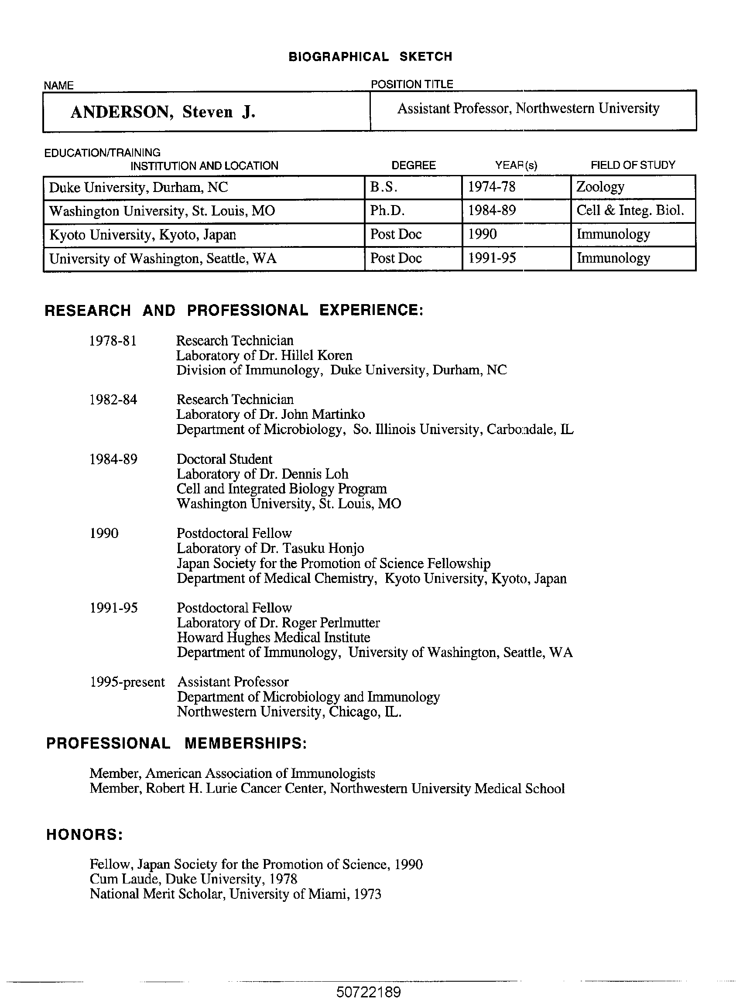 BIOGRAPHICAL SKETCH
NAME POSITION TITLE
ANDERSON, Steven J. Assistant Professor, Northwestern University
EDUCATION/TRAINING
INSTITUTION AND LOCATION DEGREE YEAR(s) FIELD OF STUDY
Duke University, Durham, NC B.S. 1974-78 Zoology
Washington University, St. Louis, MO Ph.D. 1984-89 Cell & Integ. Biol.
Kyoto University, Kyoto, Japan Post Doc 1990 Immunology
University of Washington, Seattle, WA Post Doc 1991-95 Immunology
RESEARCH AND PROFESSIONAL EXPERIENCE:
1978-81 Research Technician
Laboratory of Dr. Hillel Koren
Division of Immunology, Duke University, Durham, NC
1982-84 Research Technician
Laboratory of Dr. John Martinko
Department of Microbiology, So. Illinois University, Carbondale, IL
1984-89 Doctoral Student
Laboratory of Dr. Dennis Loh
Cell and Integrated Biology Program
Washington University, St. Louis, MO
1990 Postdoctoral Fellow
Laboratory of Dr. Tasuku Honjo
Japan Society for the Promotion of Science Fellowship
Department of Medical Chemistry, Kyoto University, Kyoto, Japan
1991-95 Postdoctoral Fellow
Laboratory of Dr. Roger Perlmutter
Howard Hughes Medical Institute
Department of Immunology, University of Washington, Seattle, WA
1995-present Assistant Professor
Department of Microbiology and Immunology
Northwestern University, Chicago, IL.
PROFESSIONAL MEMBERSHIPS:
Member, American Association of Immunologists
Member, Robert H. Lurie Cancer Center, Northwestern University Medical School
HONORS:
Fellow, Japan Society for the Promotion of Science, 1990
Cum Laude, Duke University, 1978
National Merit Scholar, University of Miami, 1973
50722189